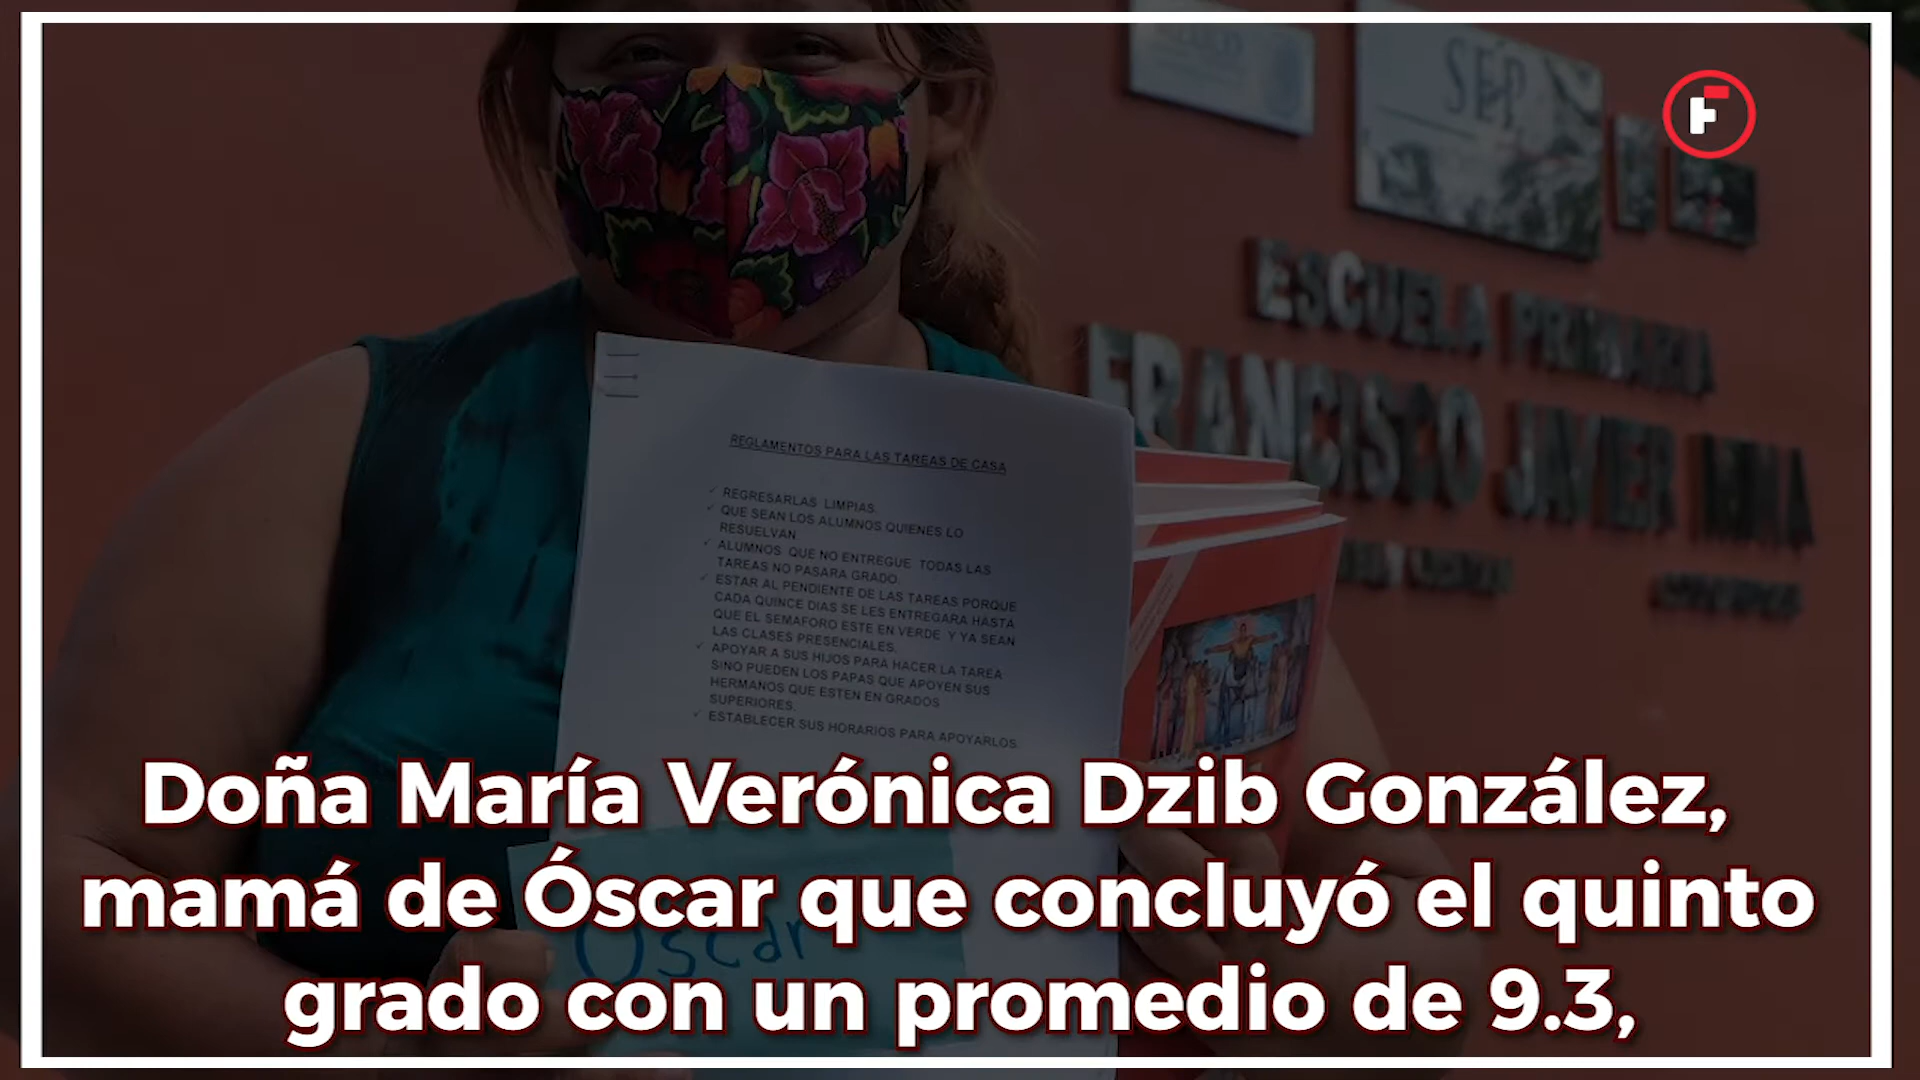 SEP
ESCUELA PRIMARIA
FRANCISCO JAVIER MINA
REGLAMENTOS PARA LAS TAREAS DE CASA
✓ REGRESARLAS LIMPIAS.
✓ QUE SEAN LOS ALUMNOS QUIENES LO
RESUELVAN
✓ ALUMNOS QUE NO ENTREGUE TODAS LAS
TAREAS NO PASARA GRADO.
✓ ESTAR AL PENDIENTE DE LAS TAREAS PORQUE
CADA QUINCE DIAS SE LES ENTREGARA HASTA
QUE EL SEMAFORO ESTE EN VERDE Y YA SEAN
LAS CLASES PRESENCIALES.
✓ APOYAR A SUS HIJOS PARA HACER LA TAREA
SINO PUEDEN LOS PAPAS QUE APOYEN SUS
HERMANOS QUE ESTEN EN GRADOS
SUPERIORES.
✓ ESTABLECER SUS HORARIOS PARA APOYARLOS.
Doña María Verónica Dzib González,
mamá de Óscar que concluyó el quinto
grado con un promedio de 9.3,
Oscar